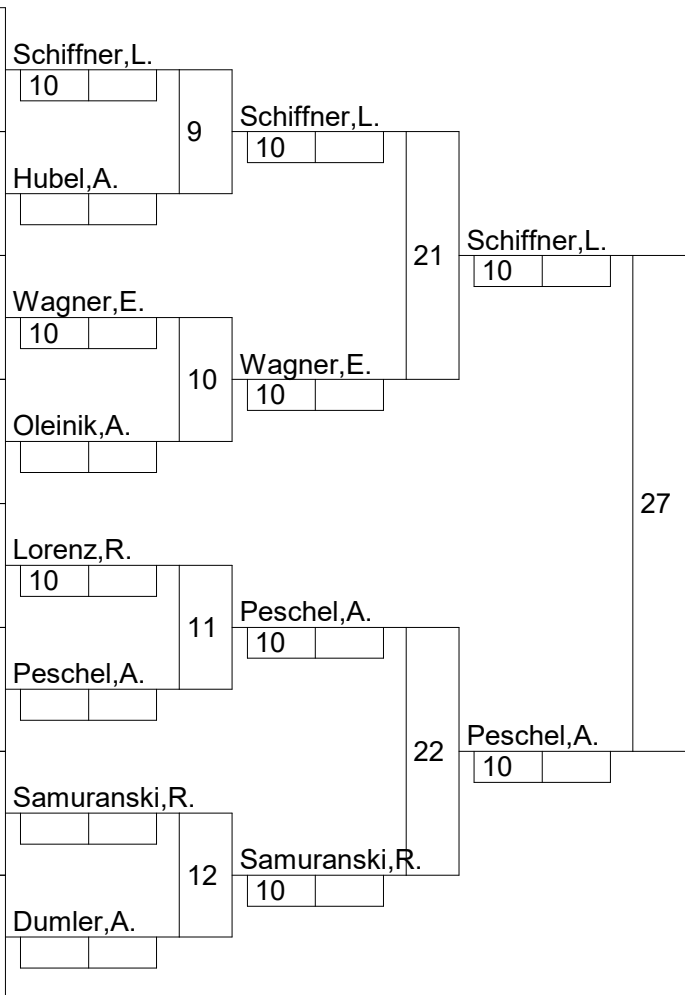 Schiffner,L.
10
9
Hubel,A.
Wagner,E.
10
10
Oleinik,A.
Lorenz,R.
10
11
Peschel,A.
Samuranski,R.
12
Dumler,A.
Schiffner,L.
10
21
Wagner,E.
10
Peschel,A.
10
22
Samuranski,R.
10
Schiffner,L.
10
27
Peschel,A.
10